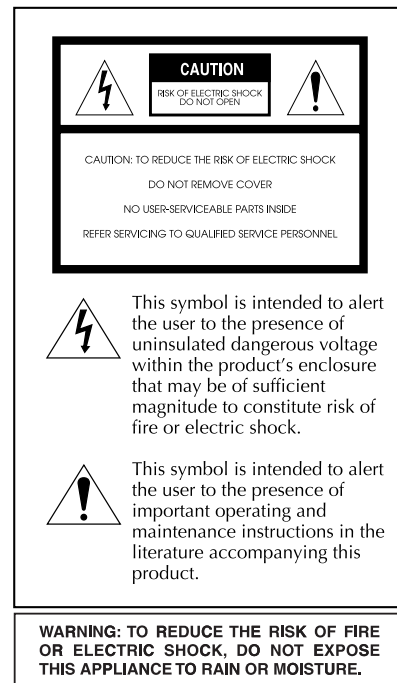 CAUTION
RISK OF ELECTRIC SHOCK
DO NOT OPEN
CAUTION: TO REDUCE THE RISK OF ELECTRIC SHOCK
DO NOT REMOVE COVER
NO USER-SERVICEABLE PARTS INSIDE
REFER SERVICING TO QUALIFIED SERVICE PERSONNEL
This symbol is intended to alert
the user to the presence of
uninsulated dangerous voltage
within the product's enclosure
that may be of sufficient
magnitude to constitute risk of
fire or electric shock.
This symbol is intended to alert
the user to the presence of
important operating and
maintenance instructions in the
literature accompanying this
product.
WARNING: TO REDUCE THE RISK OF FIRE
OR ELECTRIC SHOCK, DO NOT EXPOSE
THIS APPLIANCE TO RAIN OR MOISTURE.